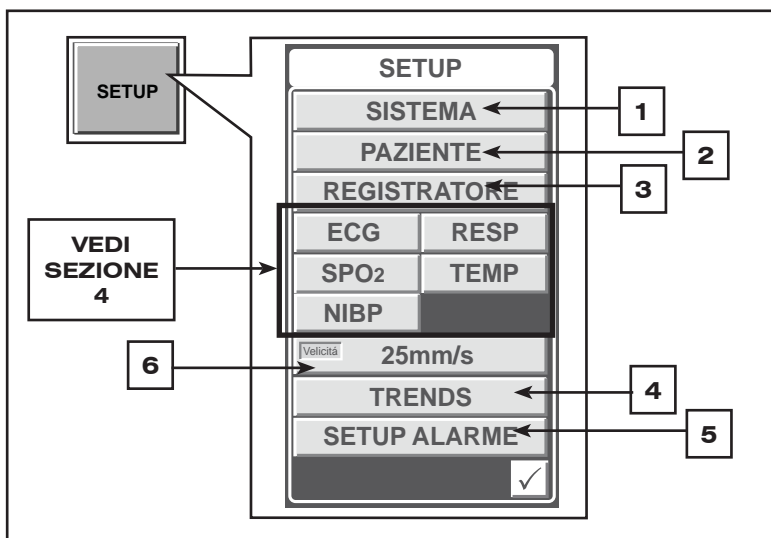 SETUP
SETUP
SISTEMA
1
PAZIENTE
2
REGISTRATORE
3
VEDI
SEZIONE
4
ECG RESP
SPO2 TEMP
NIBP
6
Velicitá 25mm/s
TRENDS
4
SETUP ALARME
5